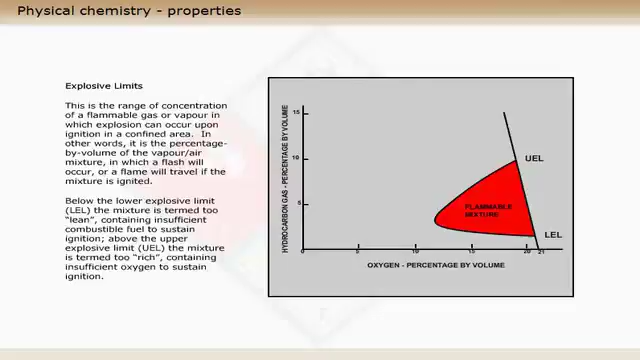 Physical chemistry - properties
Explosive Limits
This is the range of concentration
of a flammable gas or vapour in
which explosion can occur upon
ignition in a confined area.  In
other words, it is the percentage-
by-volume of the vapour/air
mixture, in which a flash will
occur, or a flame will travel if the
mixture is ignited.
Below the lower explosive limit
(LEL) the mixture is termed too
"lean", containing insufficient
combustible fuel to sustain
ignition; above the upper
explosive limit (UEL) the mixture
is termed too "rich", containing
insufficient oxygen to sustain
ignition.
HYDROCARBON GAS - PERCENTAGE BY VOLUME
15
10
5
UEL
FLAMMABLE
MIXTURE
LEL
0 5 10 15 20 21
OXYGEN - PERCENTAGE BY VOLUME